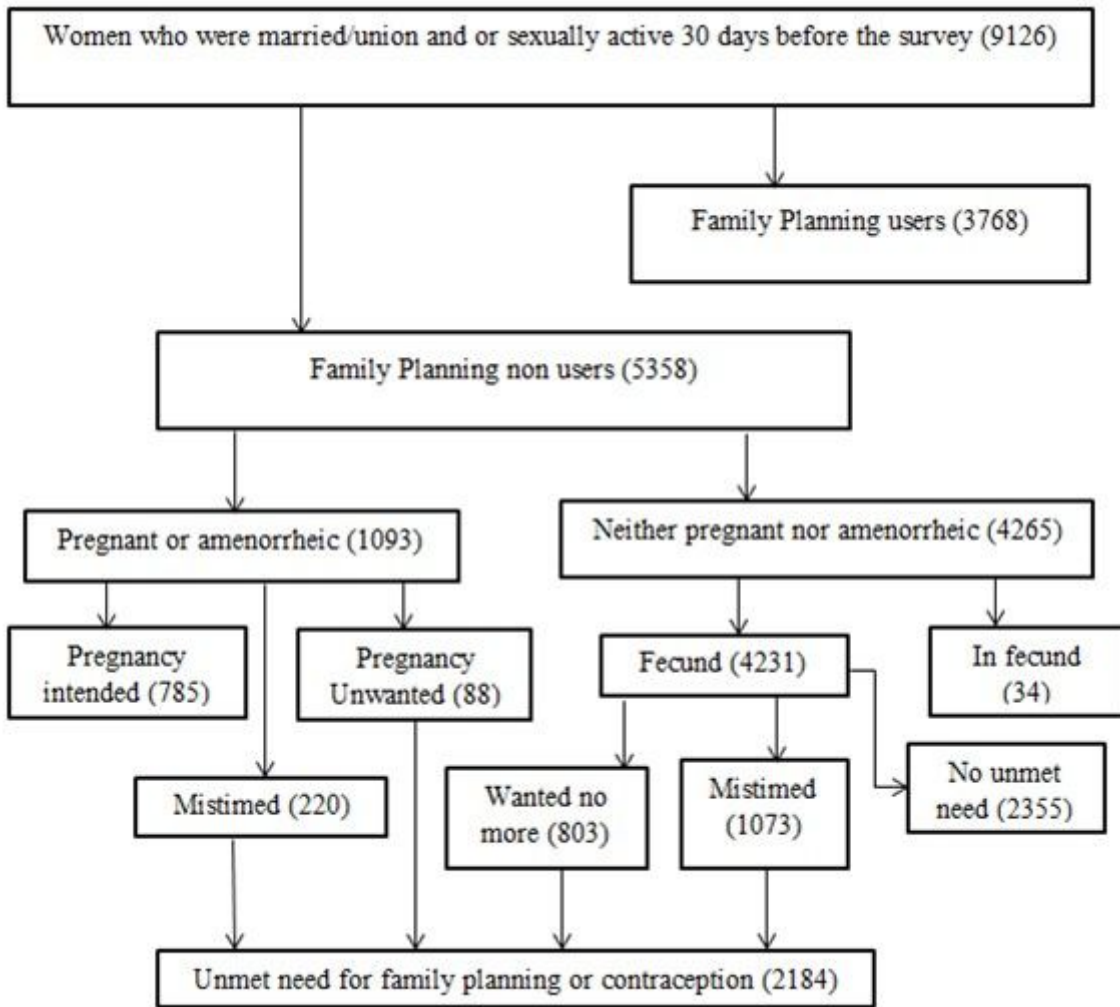 Women who were married/union and or sexually active 30 days before the survey (9126)
Family Planning users (3768)
Family Planning non users (5358)
Pregnant or amenorrheic (1093)
Neither pregnant nor amenorrheic (4265)
Pregnancy
intended (785)
Pregnancy
Unwanted (88)
Fecund (4231)
In fecund
(34)
Mistimed (220)
Wanted no
more (803)
Mistimed
(1073)
No unmet
need (2355)
Unmet need for family planning or contraception (2184)